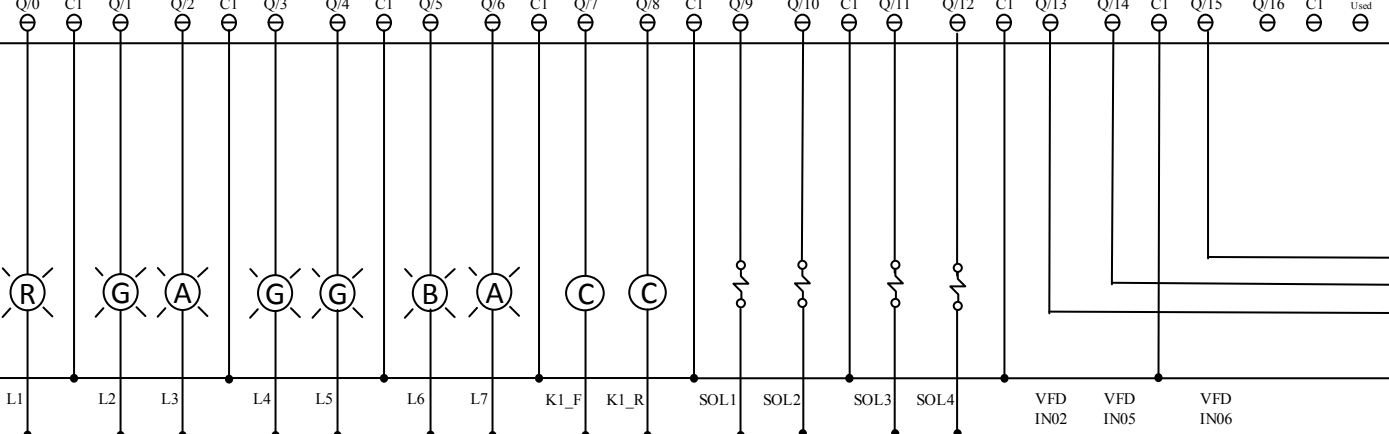 Q/0 C1 Q/1 Q/2 C1 Q/3 Q/4 C1 Q/5 Q/6 C1 Q/7 Q/8 C1 Q/9 Q/10 C1 Q/11 Q/12 C1 Q/13 Q/14 C1 Q/15 Q/16 C1 Used
R G A G G B A C C
L1 L2 L3 L4 L5 L6 L7 K1_F K1_R SOL1 SOL2 SOL3 SOL4 VFD VFD VFD
IN02 IN05 IN06